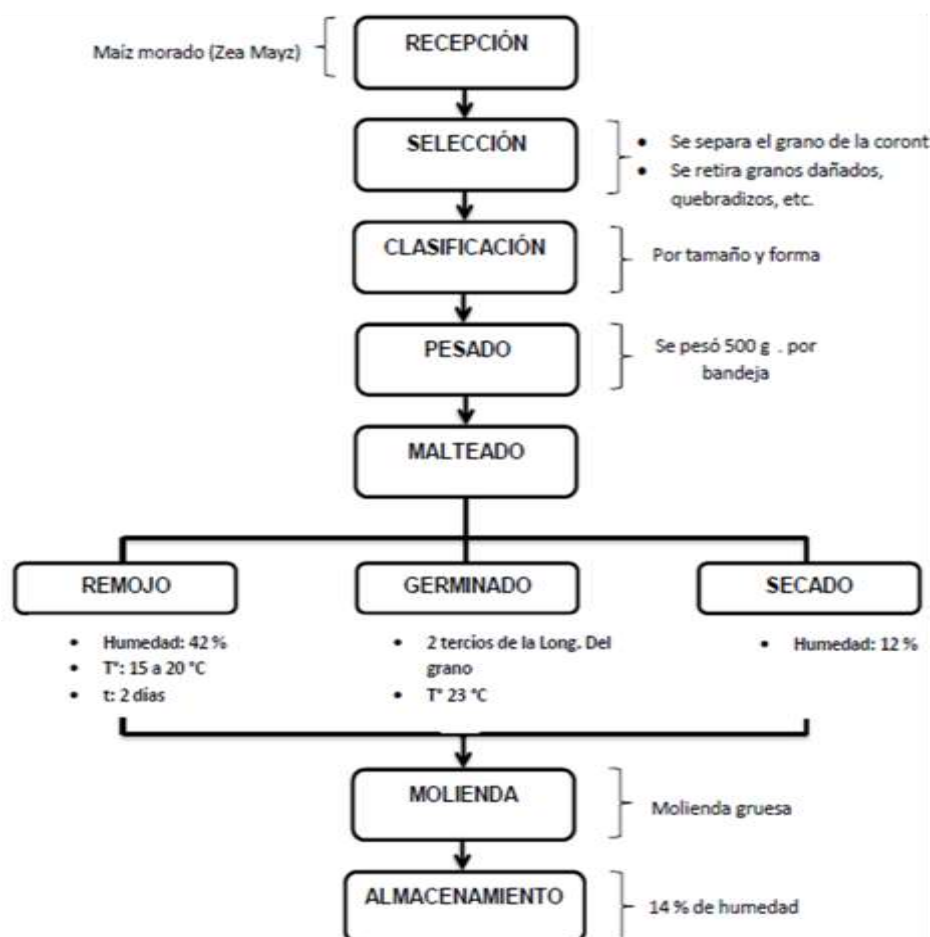 RECEPCIÓN
Maíz morado (Zea Mayz)
SELECCIÓN
• Se separa el grano de la coront
• Se retira granos dañados,
quebradizos, etc.
CLASIFICACIÓN
Por tamaño y forma
PESADO
Se pesó 500 g . por
bandeja
MALTEADO
REMOJO
• Humedad: 42 %
• T°: 15 a 20 °C
• t: 2 días
GERMINADO
• 2 tercios de la Long. Del
grano
• T° 23 °C
SECADO
• Humedad: 12 %
MOLIENDA
Molienda gruesa
ALMACENAMIENTO
14 % de humedad